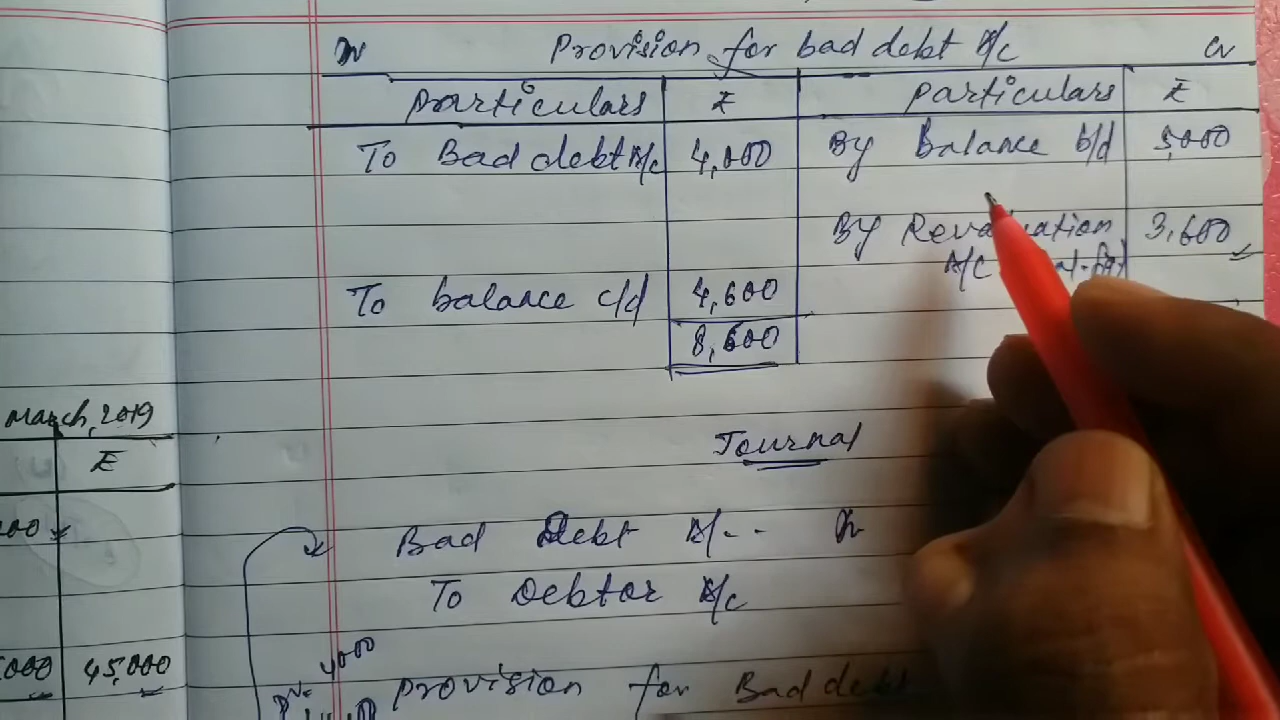 Dr Provision for bad debt A/c Cr
Particulars ₹ Particulars ₹
To Bad debt A/c 4,000 By Balance b/d 5,000
By Revaluation 3,600
A/c
To balance c/d 4,600
8,600
March, 2019
₹
Journal
Bad Debt A/c-- Dr
To Debtor A/c
4000
000 45,000
Provision for Bad debt